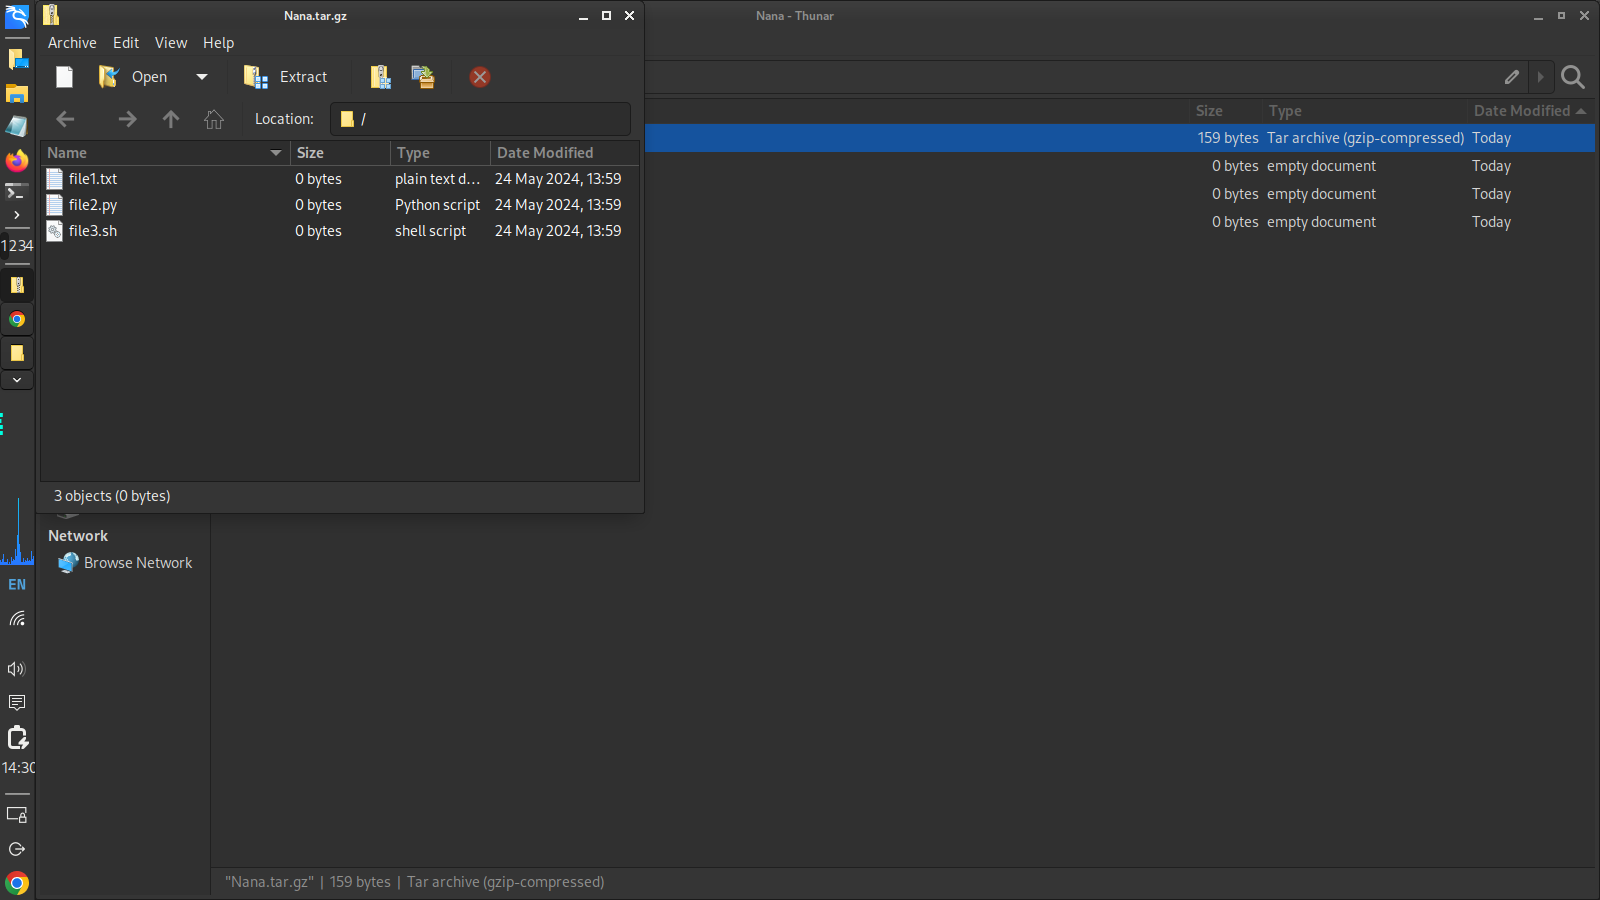 Nana.tar.gz
Archive Edit View Help
Open Extract
Location: /
Name Size Type Date Modified
file1.txt 0 bytes plain text d... 24 May 2024, 13:59
file2.py 0 bytes Python script 24 May 2024, 13:59
file3.sh 0 bytes shell script 24 May 2024, 13:59
3 objects (0 bytes)
Nana - Thunar
Size Type Date Modified
159 bytes Tar archive (gzip-compressed) Today
0 bytes empty document Today
0 bytes empty document Today
0 bytes empty document Today
Network
Browse Network
"Nana.tar.gz" | 159 bytes | Tar archive (gzip-compressed)
1234
EN
14:30